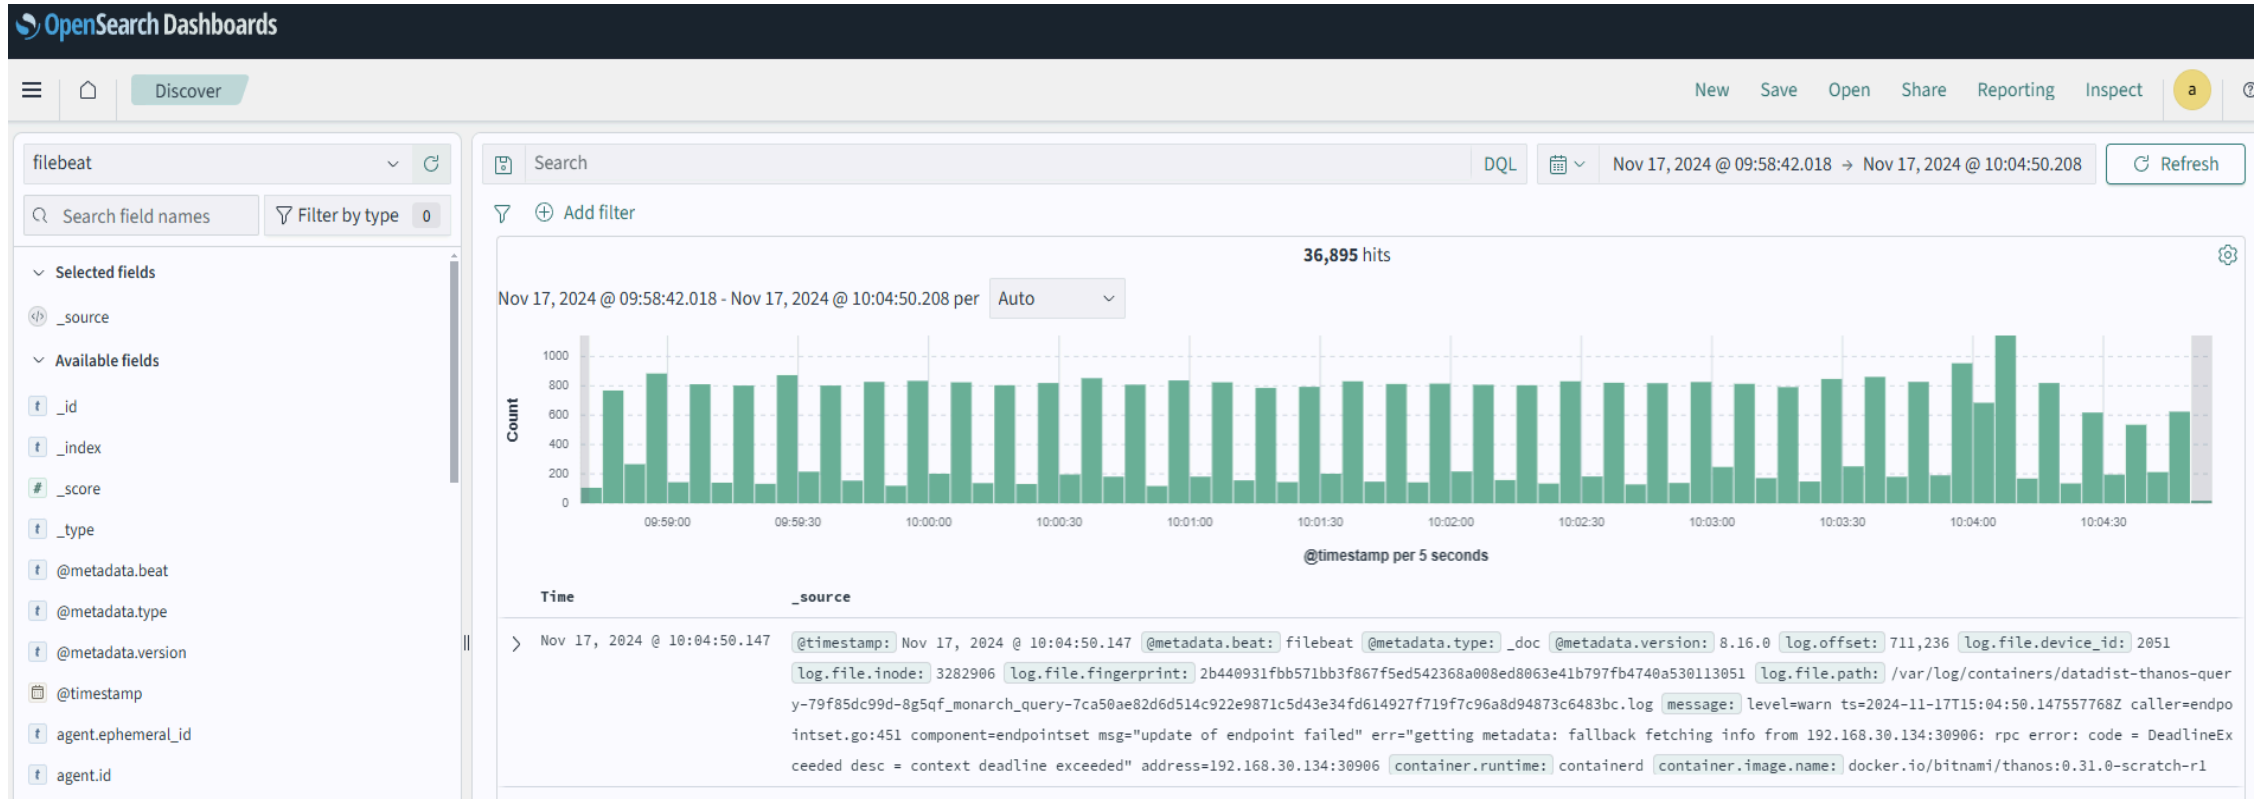 OpenSearch Dashboards
Discover
New Save Open Share Reporting Inspect a
filebeat
Search field names
Filter by type 0
Selected fields
_source
Available fields
t _id
t _index
# _score
t _type
t @metadata.beat
t @metadata.type
t @metadata.version
@timestamp
t agent.ephemeral_id
t agent.id
Search DQL
Nov 17, 2024 @ 09:58:42.018 → Nov 17, 2024 @ 10:04:50.208
Refresh
Add filter
36,895 hits
Nov 17, 2024 @ 09:58:42.018 - Nov 17, 2024 @ 10:04:50.208 per Auto
Count
1000
800
600
400
200
0
09:59:00 09:59:30 10:00:00 10:00:30 10:01:00 10:01:30 10:02:00 10:02:30 10:03:00 10:03:30 10:04:00 10:04:30
@timestamp per 5 seconds
Time _source
Nov 17, 2024 @ 10:04:50.147 @timestamp: Nov 17, 2024 @ 10:04:50.147 @metadata.beat: filebeat @metadata.type: _doc @metadata.version: 8.16.0 log.offset: 711,236 log.file.device_id: 2051
log.file.inode: 3282906 log.file.fingerprint: 2b440931fbb571bb3f867f5ed542368a008ed8063e41b797fb4740a530113051 log.file.path: /var/log/containers/datadist-thanos-quer
y-79f85dc99d-8g5qf_monarch_query-7ca50ae82d6d514c922e9871c5d43e34fd614927f719f7c96a8d94873c6483bc.log message: level=warn ts=2024-11-17T15:04:50.147557768Z caller=endpo
intset.go:451 component=endpointset msg="update of endpoint failed" err="getting metadata: fallback fetching info from 192.168.30.134:30906: rpc error: code = DeadlineEx
ceeded desc = context deadline exceeded" address=192.168.30.134:30906 container.runtime: containerd container.image.name: docker.io/bitnami/thanos:0.31.0-scratch-r1